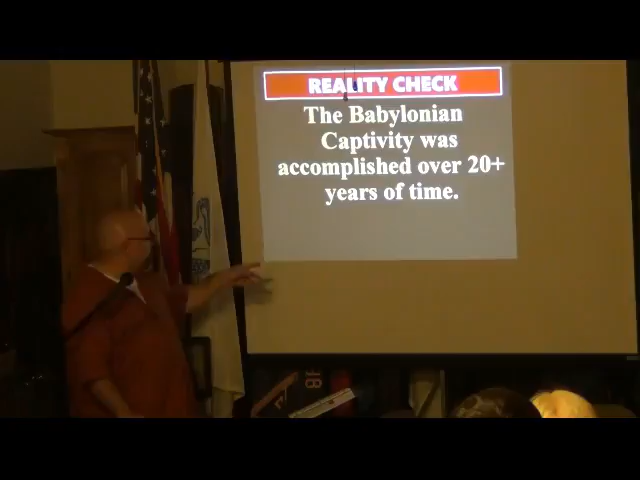 REALITY CHECK
The Babylonian
Captivity was
accomplished over 20+
years of time.